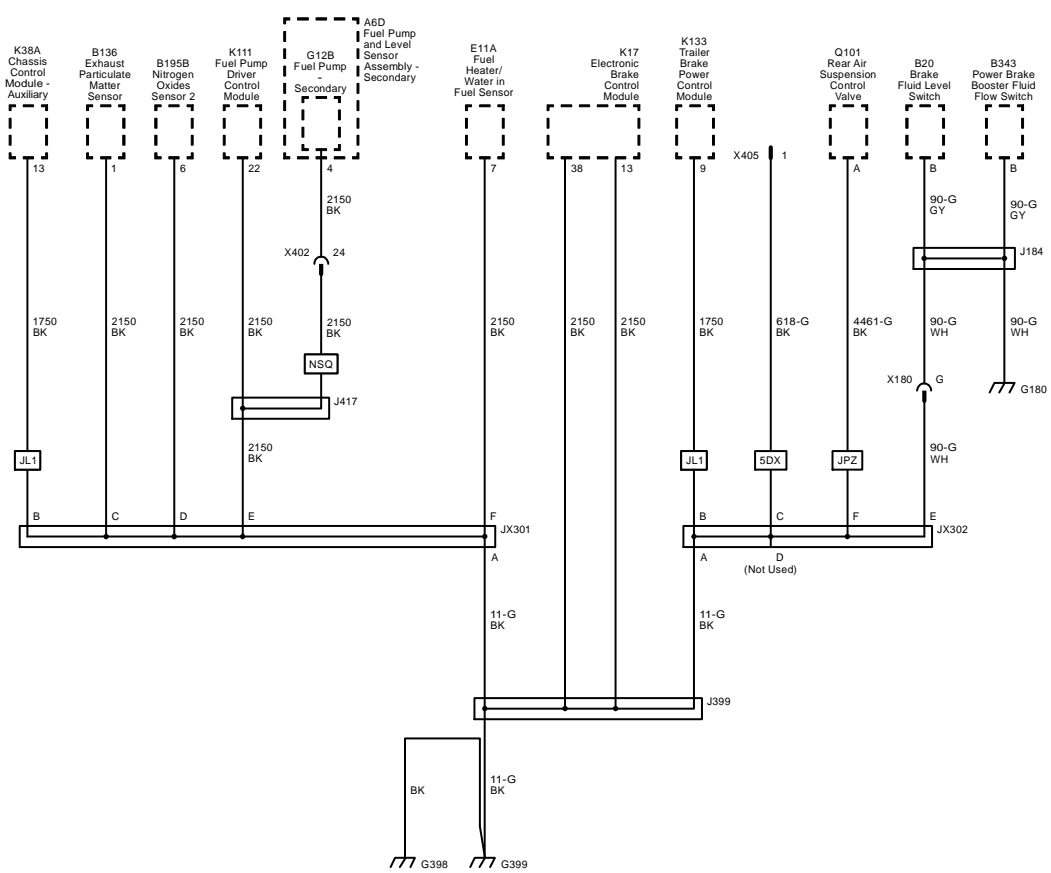 K38A
Chassis
Control
Module -
Auxiliary
B136
Exhaust
Particulate
Matter
Sensor
B195B
Nitrogen
Oxides
Sensor 2
K111
Fuel Pump
Driver
Control
Module
G12B
Fuel Pump
–
Secondary
A6D
Fuel Pump
and Level
Sensor
Assembly -
Secondary
E11A
Fuel
Heater/
Water in
Fuel Sensor
K17
Electronic
Brake
Control
Module
K133
Trailer
Brake
Power
Control
Module
Q101
Rear Air
Suspension
Control
Valve
B20
Brake
Fluid Level
Switch
B343
Power Brake
Booster Fluid
Flow Switch
X405 1
13
1
6
22
4
7
38
13
9
A
B
B
2150
BK
90-G
GY
90-G
GY
X402 24
J184
1750
BK
2150
BK
2150
BK
2150
BK
2150
BK
2150
BK
2150
BK
2150
BK
1750
BK
618-G
BK
4461-G
BK
90-G
WH
90-G
WH
NSQ
X180 G
G180
J417
2150
BK
90-G
WH
JL1
JL1
5DX
JPZ
B
C
D
E
F
JX301
B
C
F
E
JX302
A
A
D
(Not Used)
11-G
BK
11-G
BK
J399
BK
11-G
BK
G398
G399